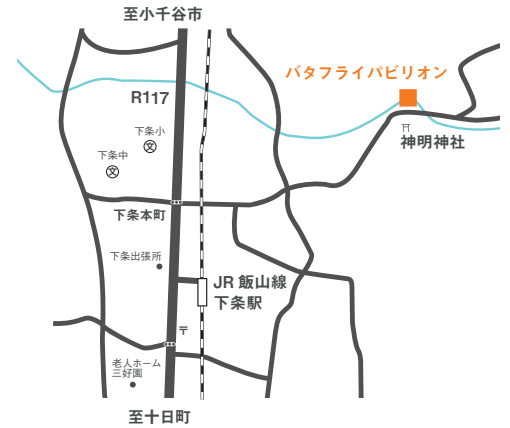 至小千谷市
バタフライパビリオン
R117
下条小
神明神社
下条中
文
文
下条本町
下条出張所
JR 飯山線
下条駅
〒
老人ホーム
三好園
至十日町